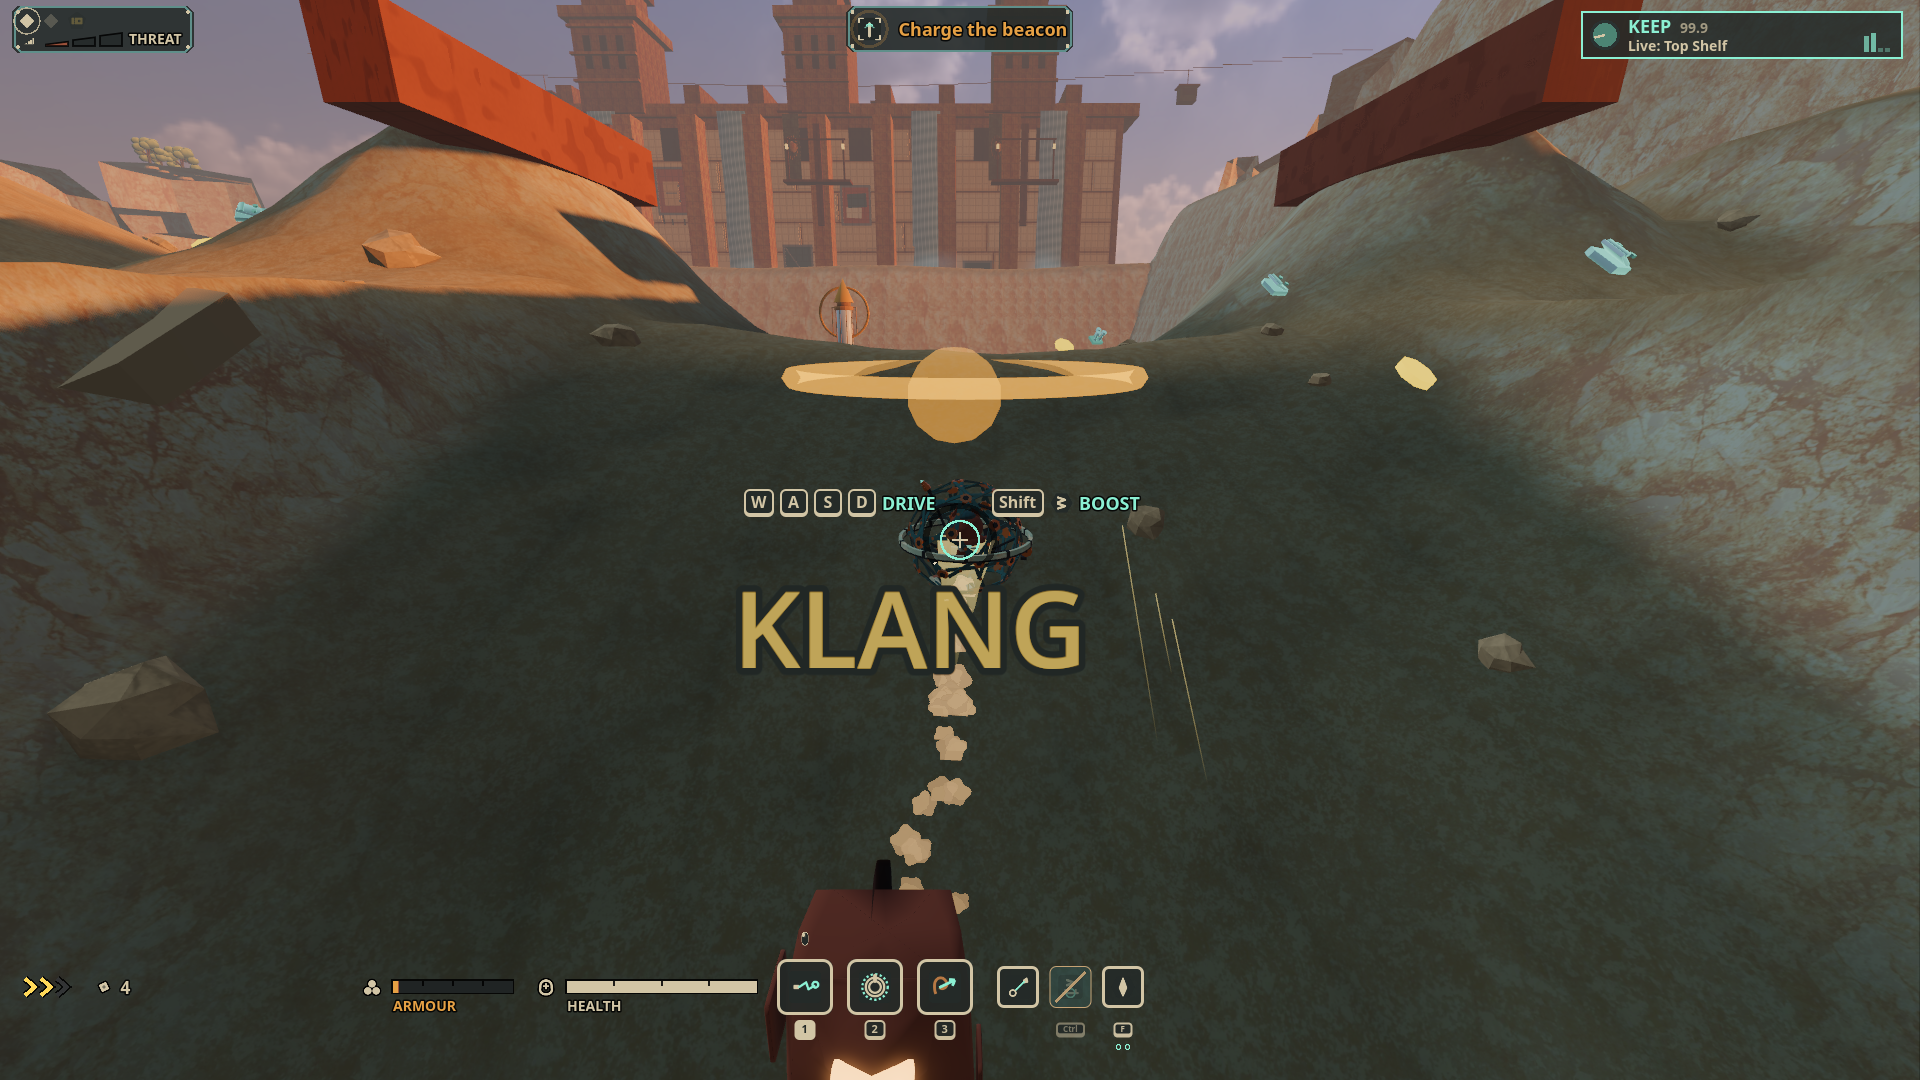 THREAT
Charge the beacon
KEEP 99.9
Live: Top Shelf
W A S D DRIVE Shift BOOST
KLANG
4
ARMOUR
HEALTH
1 2 3 Ctrl F